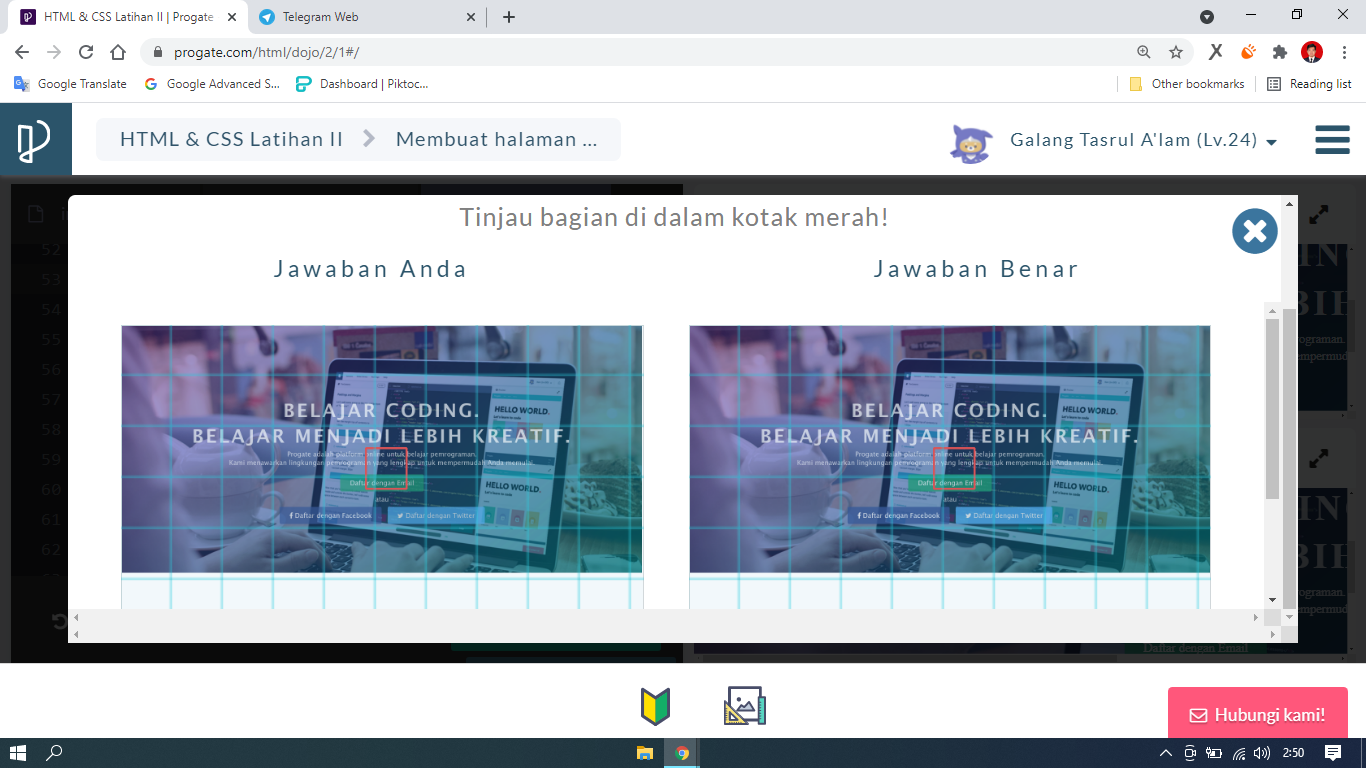 HTML & CSS Latihan II | Progate
Telegram Web
progate.com/html/dojo/2/1#/
Google Translate
Google Advanced S...
Dashboard | Piktoc...
Other bookmarks
Reading list
HTML & CSS Latihan II
Membuat halaman ...
Galang Tasrul A'lam (Lv.24)
Tinjau bagian di dalam kotak merah!
Jawaban Anda
Jawaban Benar
52
53
54
55
56
57
58
59
60
61
62
BELAJAR CODING.
BELAJAR MENJADI LEBIH KREATIF.
Progate adalah platform online untuk belajar pemrograman.
Kami menawarkan lingkungan pemrograman yang lengkap untuk mempermudah Anda memulis.
Daftar dengan Email
atau
Daftar dengan Facebook
Daftar dengan Twitter
HELLO WORLD.
HELLO WORLD.
BELAJAR CODING.
BELAJAR MENJADI LEBIH KREATIF.
Progate adalah platform online untuk belajar pemrograman.
Kami menawarkan lingkungan pemrograman yang lengkap untuk mempermudah Anda memulis.
Daftar dengan Email
atau
Daftar dengan Facebook
Daftar dengan Twitter
HELLO WORLD.
HELLO WORLD.
Daftar dengan Email
Hubungi kami!
2:50